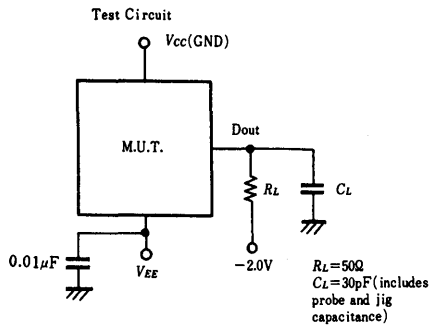 Test Circuit
Vcc(GND)
M.U.T.
Dout
RL
CL
0.01μF
VEE
−2.0V
RL=50Ω
CL=30pF(includes
probe and jig
capacitance)